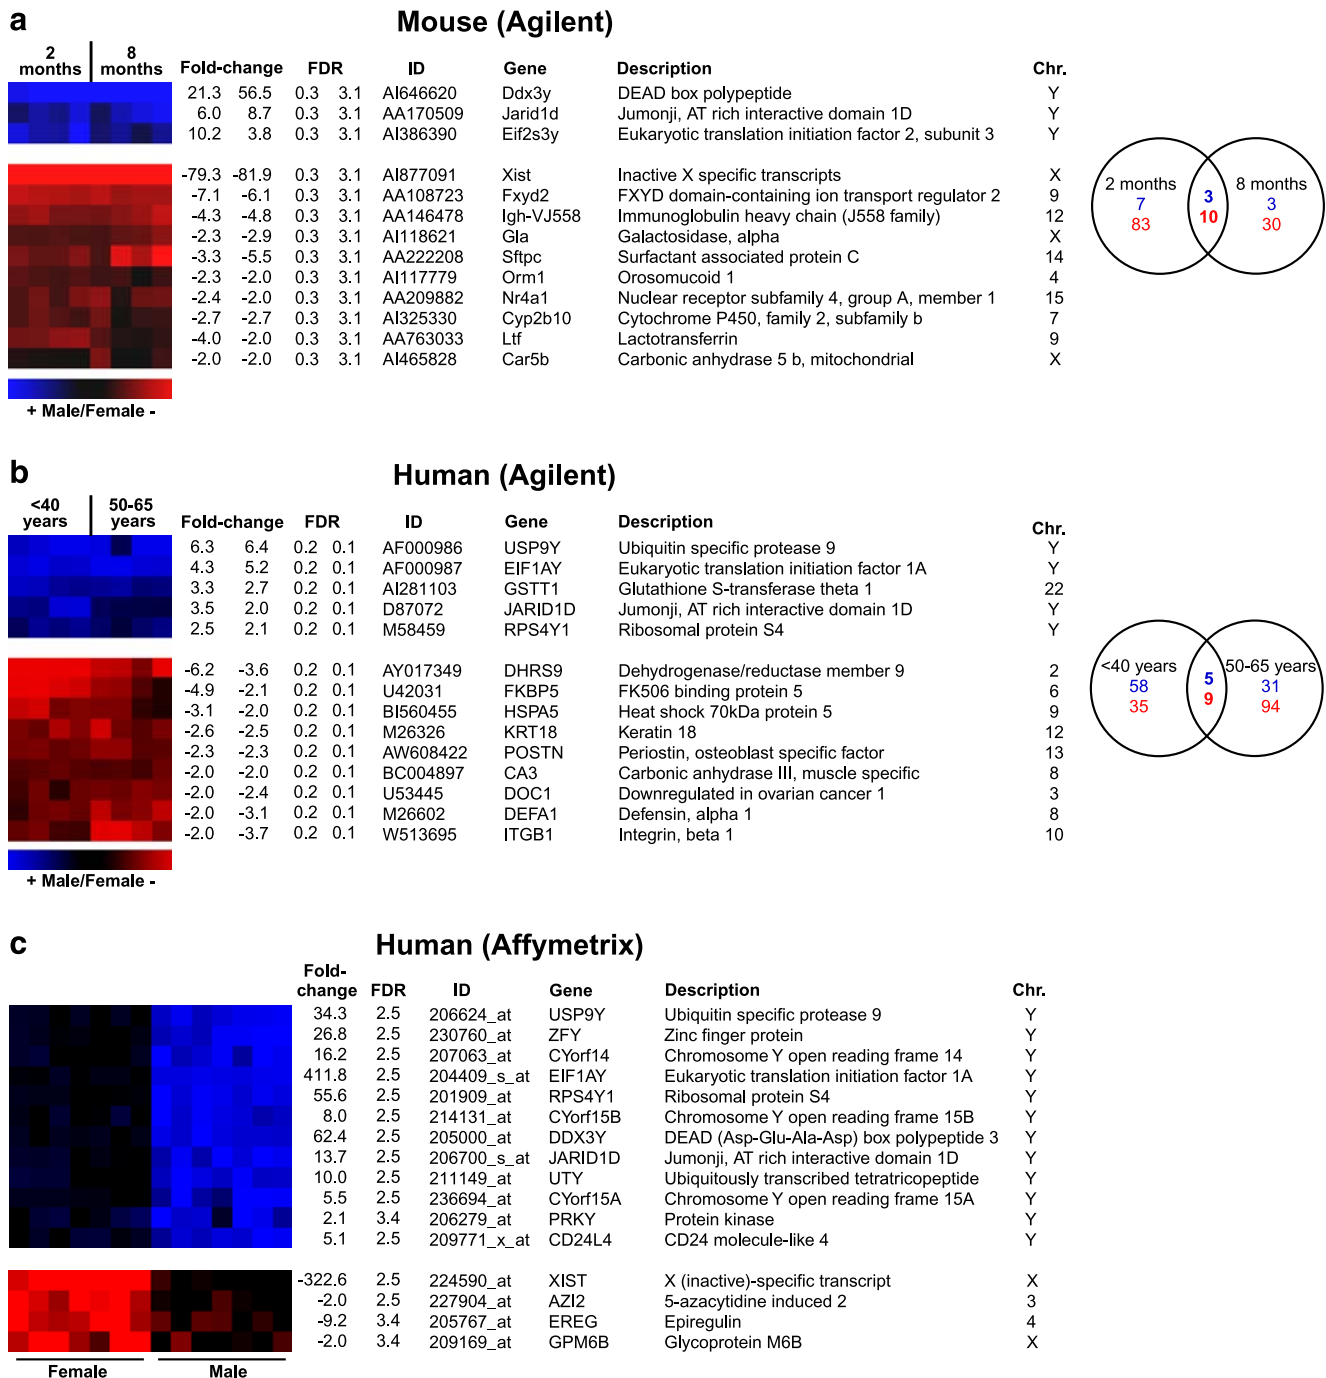 a
Mouse (Agilent)
2 months 8 months
Fold-change FDR ID Gene Description Chr.
21.3 56.5 0.3 3.1 AI646620 Ddx3y DEAD box polypeptide Y
6.0 8.7 0.3 3.1 AA170509 Jarid1d Jumonji, AT rich interactive domain 1D Y
10.2 3.8 0.3 3.1 AI386390 Eif2s3y Eukaryotic translation initiation factor 2, subunit 3 Y
-79.3 -81.9 0.3 3.1 AI877091 Xist Inactive X specific transcripts X
-7.1 -6.1 0.3 3.1 AA108723 Fxyd2 FXYD domain-containing ion transport regulator 2 9
-4.3 -4.8 0.3 3.1 AA146478 Igh-VJ558 Immunoglobulin heavy chain (J558 family) 12
-2.3 -2.9 0.3 3.1 AI118621 Gla Galactosidase, alpha X
-3.3 -5.5 0.3 3.1 AA222208 Sftpc Surfactant associated protein C 14
-2.3 -2.0 0.3 3.1 AI117779 Orm1 Orosomucoid 1 4
-2.4 -2.0 0.3 3.1 AA209882 Nr4a1 Nuclear receptor subfamily 4, group A, member 1 15
-2.7 -2.7 0.3 3.1 AI325330 Cyp2b10 Cytochrome P450, family 2, subfamily b 7
-4.0 -2.0 0.3 3.1 AA763033 Ltf Lactotransferrin 9
-2.0 -2.0 0.3 3.1 AI465828 Car5b Carbonic anhydrase 5 b, mitochondrial X
+ Male/Female -
2 months 8 months
7 3 3
83 10 30
b
Human (Agilent)
<40 years 50-65 years
Fold-change FDR ID Gene Description Chr.
6.3 6.4 0.2 0.1 AF000986 USP9Y Ubiquitin specific protease 9 Y
4.3 5.2 0.2 0.1 AF000987 EIF1AY Eukaryotic translation initiation factor 1A Y
3.3 2.7 0.2 0.1 AI281103 GSTT1 Glutathione S-transferase theta 1 22
3.5 2.0 0.2 0.1 D87072 JARID1D Jumonji, AT rich interactive domain 1D Y
2.5 2.1 0.2 0.1 M58459 RPS4Y1 Ribosomal protein S4 Y
-6.2 -3.6 0.2 0.1 AY017349 DHRS9 Dehydrogenase/reductase member 9 2
-4.9 -2.1 0.2 0.1 U42031 FKBP5 FK506 binding protein 5 6
-3.1 -2.0 0.2 0.1 BI560455 HSPA5 Heat shock 70kDa protein 5 9
-2.6 -2.5 0.2 0.1 M26326 KRT18 Keratin 18 12
-2.3 -2.3 0.2 0.1 AW608422 POSTN Periostin, osteoblast specific factor 13
-2.0 -2.0 0.2 0.1 BC004897 CA3 Carbonic anhydrase III, muscle specific 8
-2.0 -2.4 0.2 0.1 U53445 DOC1 Downregulated in ovarian cancer 1 3
-2.0 -3.1 0.2 0.1 M26602 DEFA1 Defensin, alpha 1 8
-2.0 -3.7 0.2 0.1 W513695 ITGB1 Integrin, beta 1 10
+ Male/Female -
<40 years 50-65 years
58 5 31
35 9 94
c
Human (Affymetrix)
Fold-change FDR ID Gene Description Chr.
34.3 2.5 206624_at USP9Y Ubiquitin specific protease 9 Y
26.8 2.5 230760_at ZFY Zinc finger protein Y
16.2 2.5 207063_at CYorf14 Chromosome Y open reading frame 14 Y
411.8 2.5 204409_s_at EIF1AY Eukaryotic translation initiation factor 1A Y
55.6 2.5 201909_at RPS4Y1 Ribosomal protein S4 Y
8.0 2.5 214131_at CYorf15B Chromosome Y open reading frame 15B Y
62.4 2.5 205000_at DDX3Y DEAD (Asp-Glu-Ala-Asp) box polypeptide 3 Y
13.7 2.5 206700_s_at JARID1D Jumonji, AT rich interactive domain 1D Y
10.0 2.5 211149_at UTY Ubiquitously transcribed tetratricopeptide Y
5.5 2.5 236694_at CYorf15A Chromosome Y open reading frame 15A Y
2.1 3.4 206279_at PRKY Protein kinase Y
5.1 2.5 209771_x_at CD24L4 CD24 molecule-like 4 Y
-322.6 2.5 224590_at XIST X (inactive)-specific transcript X
-2.0 2.5 227904_at AZI2 5-azacytidine induced 2 3
-9.2 3.4 205767_at EREG Epiregulin 4
-2.0 3.4 209169_at GPM6B Glycoprotein M6B X
Female Male